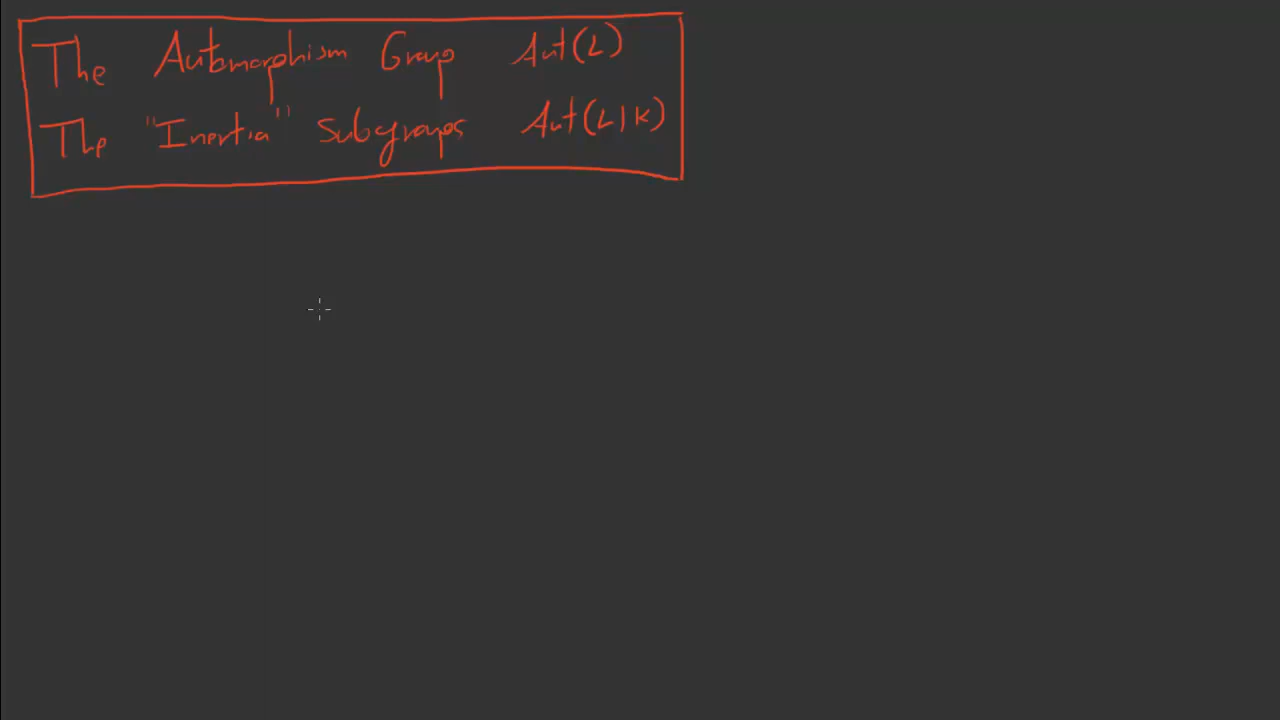 The Automorphism Group Aut(L)
The "Inertia" Subgroups Aut(L|K)